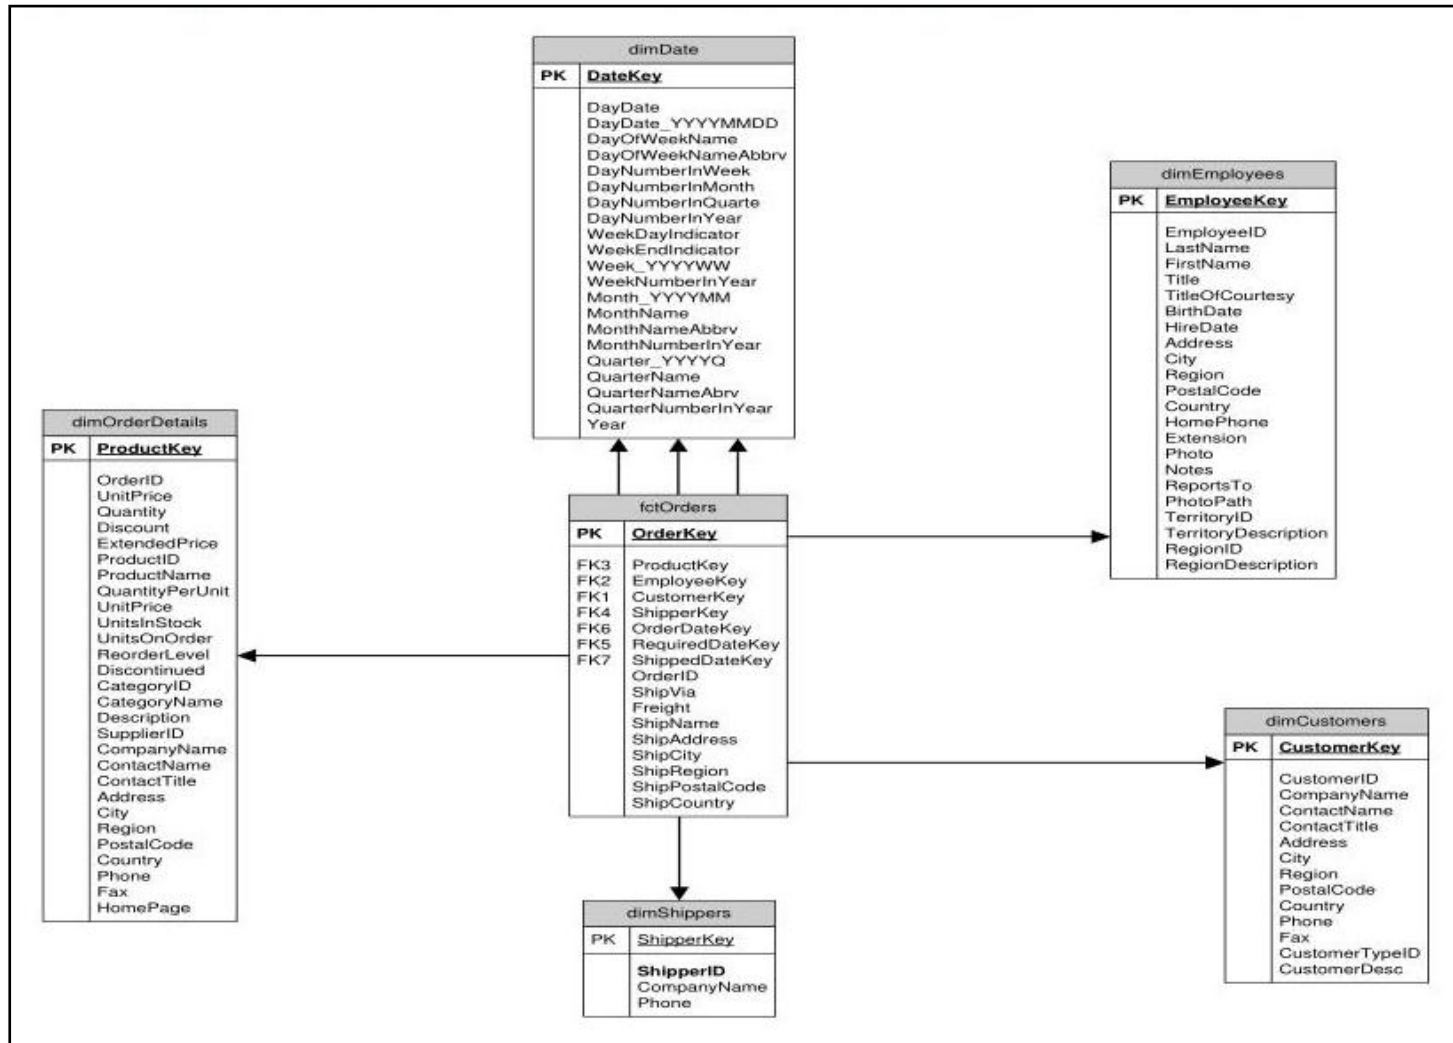 dimDate
PK DateKey
DayDate
DayDate_YYYYMMDD
DayOfWeekName
DayOfWeekNameAbbrv
DayNumberInWeek
DayNumberInMonth
DayNumberInQuarte
DayNumberInYear
WeekDayIndicator
WeekEndIndicator
Week_YYYYWW
WeekNumberInYear
Month_YYYYMM
MonthName
MonthNameAbbrv
MonthNumberInYear
Quarter_YYYYQ
QuarterName
QuarterNameAbrv
QuarterNumberInYear
Year
dimEmployees
PK EmployeeKey
EmployeeID
LastName
FirstName
Title
TitleOfCourtesy
BirthDate
HireDate
Address
City
Region
PostalCode
Country
HomePhone
Extension
Photo
Notes
ReportsTo
PhotoPath
TerritoryID
TerritoryDescription
RegionID
RegionDescription
dimOrderDetails
PK ProductKey
OrderID
UnitPrice
Quantity
Discount
ExtendedPrice
ProductID
ProductName
QuantityPerUnit
UnitPrice
UnitsInStock
UnitsOnOrder
ReorderLevel
Discontinued
CategoryID
CategoryName
Description
SupplierID
CompanyName
ContactName
ContactTitle
Address
City
Region
PostalCode
Country
Phone
Fax
HomePage
fctOrders
PK OrderKey
FK3 ProductKey
FK2 EmployeeKey
FK1 CustomerKey
FK4 ShipperKey
FK6 OrderDateKey
FK5 RequiredDateKey
FK7 ShippedDateKey
OrderID
ShipVia
Freight
ShipName
ShipAddress
ShipCity
ShipRegion
ShipPostalCode
ShipCountry
dimCustomers
PK CustomerKey
CustomerID
CompanyName
ContactName
ContactTitle
Address
City
Region
PostalCode
Country
Phone
Fax
CustomerTypeID
CustomerDesc
dimShippers
PK ShipperKey
ShipperID
CompanyName
Phone